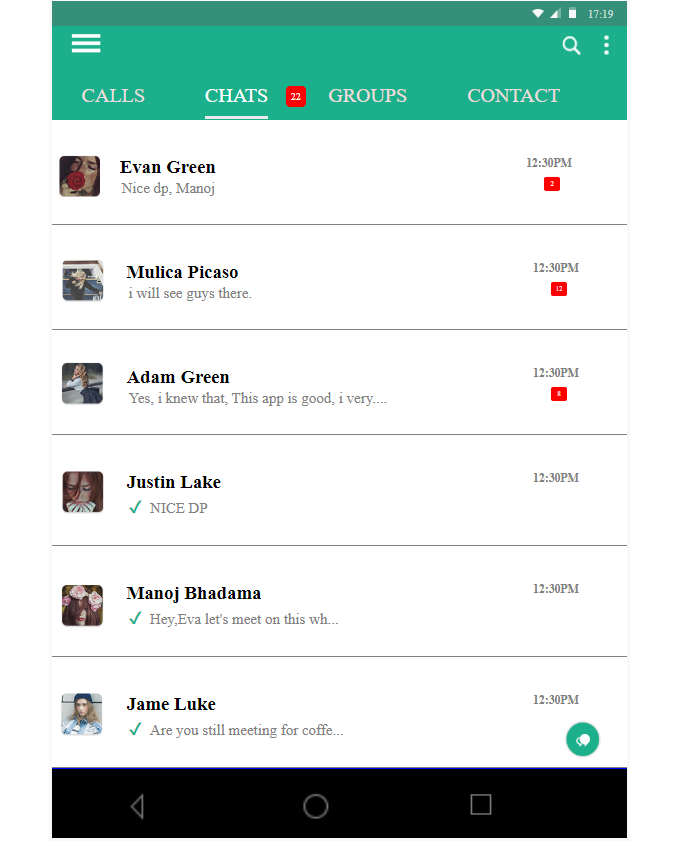 17:19
CALLS CHATS 22 GROUPS CONTACT
Evan Green 12:30PM
Nice dp, Manoj 2
Mulica Picaso 12:30PM
i will see guys there. 12
Adam Green 12:30PM
Yes, i knew that, This app is good, i very.... 8
Justin Lake 12:30PM
NICE DP
Manoj Bhadama 12:30PM
Hey,Eva let's meet on this wh...
Jame Luke 12:30PM
Are you still meeting for coffe...